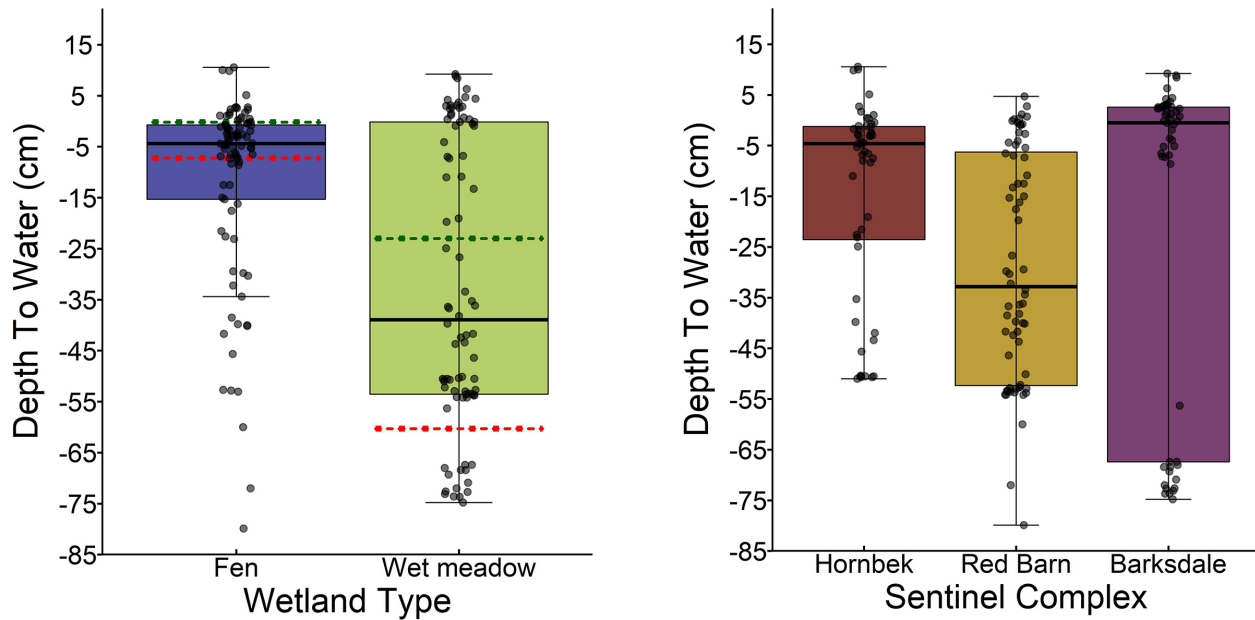 Depth To Water (cm)
15
5
-5
-15
-25
-35
-45
-55
-65
-75
-85
Fen
Wet meadow
Wetland Type
Depth To Water (cm)
15
5
-5
-15
-25
-35
-45
-55
-65
-75
-85
Hornbek
Red Barn
Barksdale
Sentinel Complex